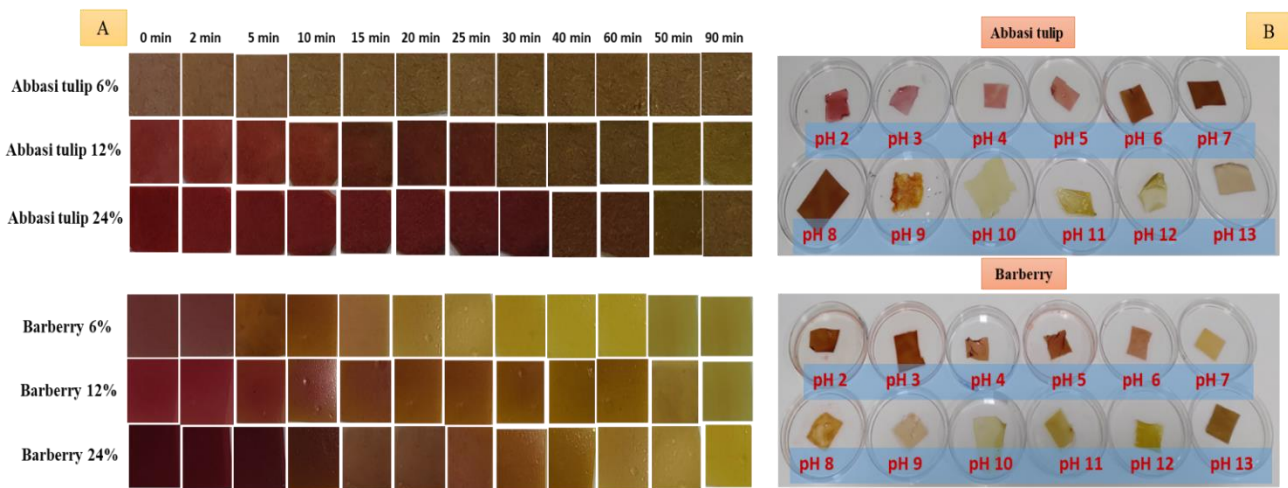 A
0 min 2 min 5 min 10 min 15 min 20 min 25 min 30 min 40 min 60 min 50 min 90 min
Abbasi tulip 6%
Abbasi tulip 12%
Abbasi tulip 24%
Barberry 6%
Barberry 12%
Barberry 24%
Abbasi tulip
B
pH 2 pH 3 pH 4 pH 5 pH 6 pH 7
pH 8 pH 9 pH 10 pH 11 pH 12 pH 13
Barberry
pH 2 pH 3 pH 4 pH 5 pH 6 pH 7
pH 8 pH 9 pH 10 pH 11 pH 12 pH 13